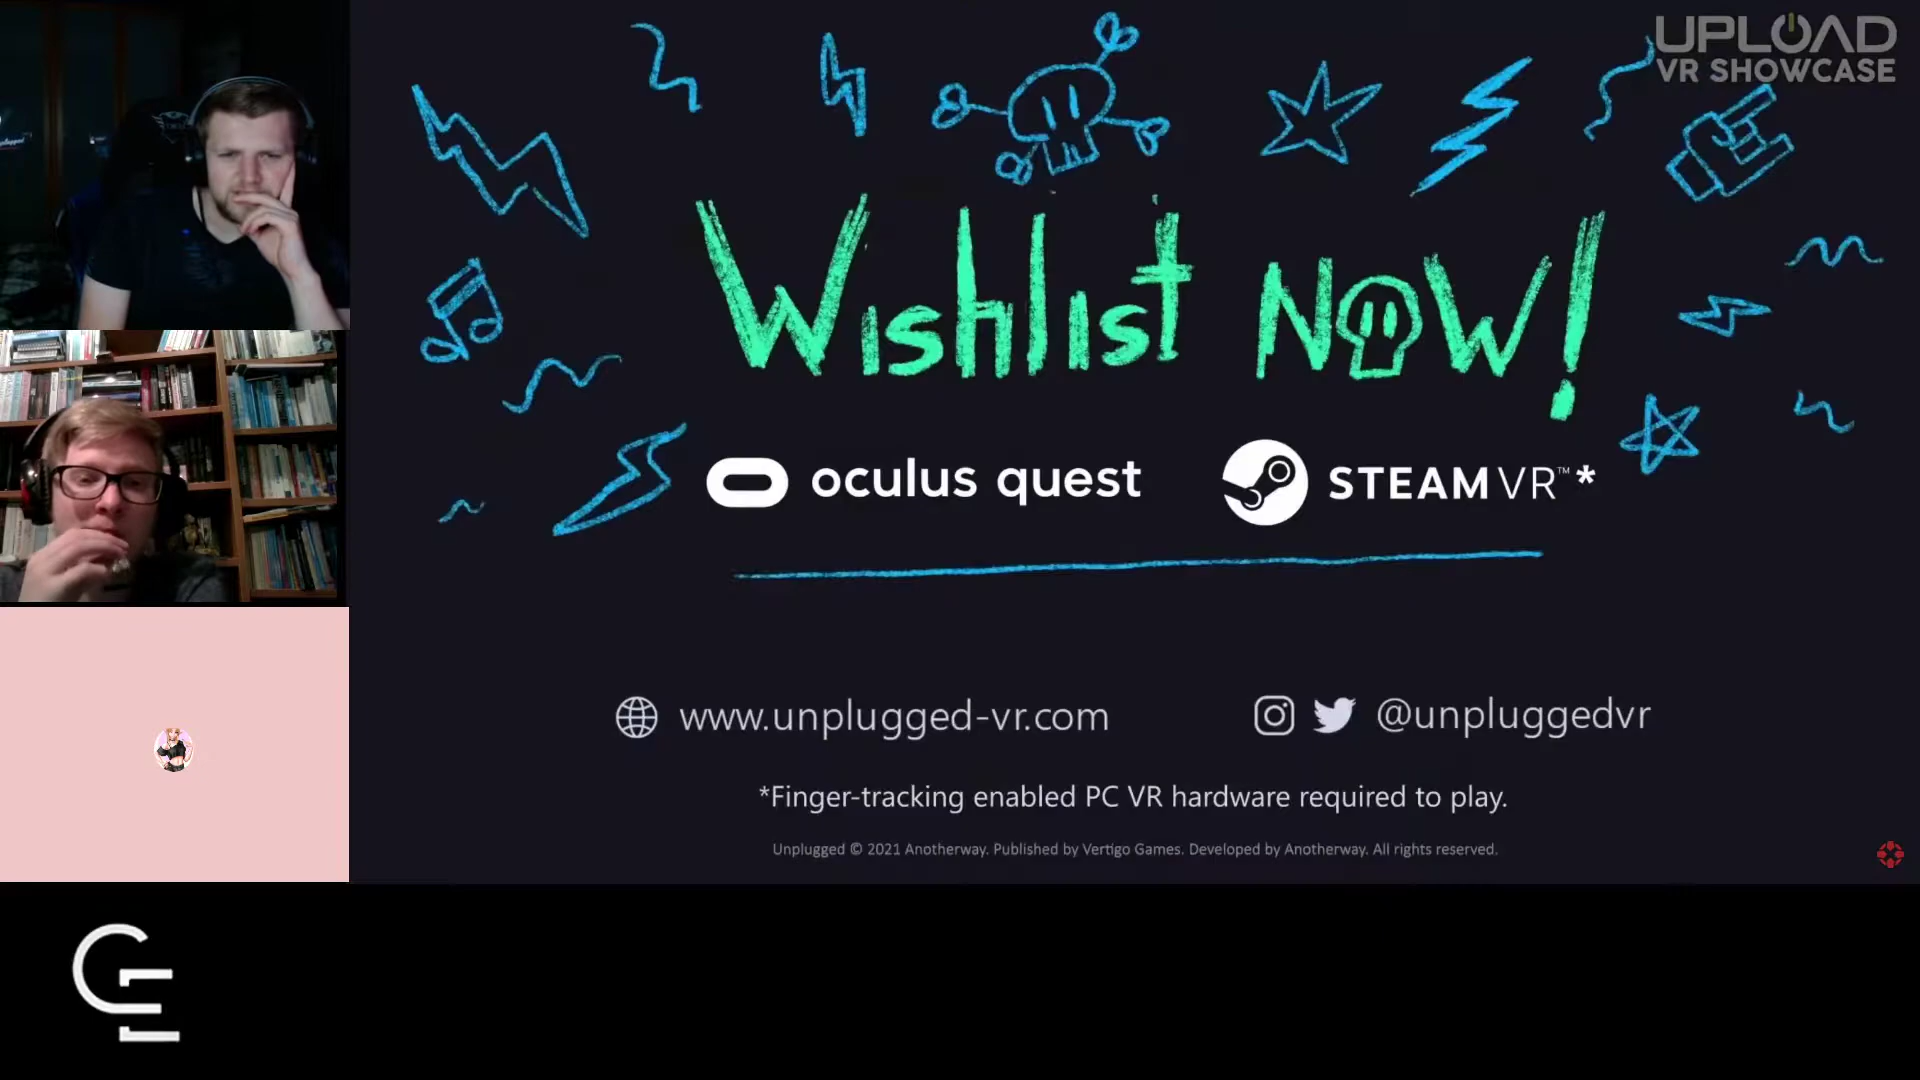 UPLOAD
VR SHOWCASE
Wishlist NOW!
oculus quest
STEAMVR™*
www.unplugged-vr.com
@unpluggedvr
*Finger-tracking enabled PC VR hardware required to play.
Unplugged © 2021 Anotherway. Published by Vertigo Games. Developed by Anotherway. All rights reserved.